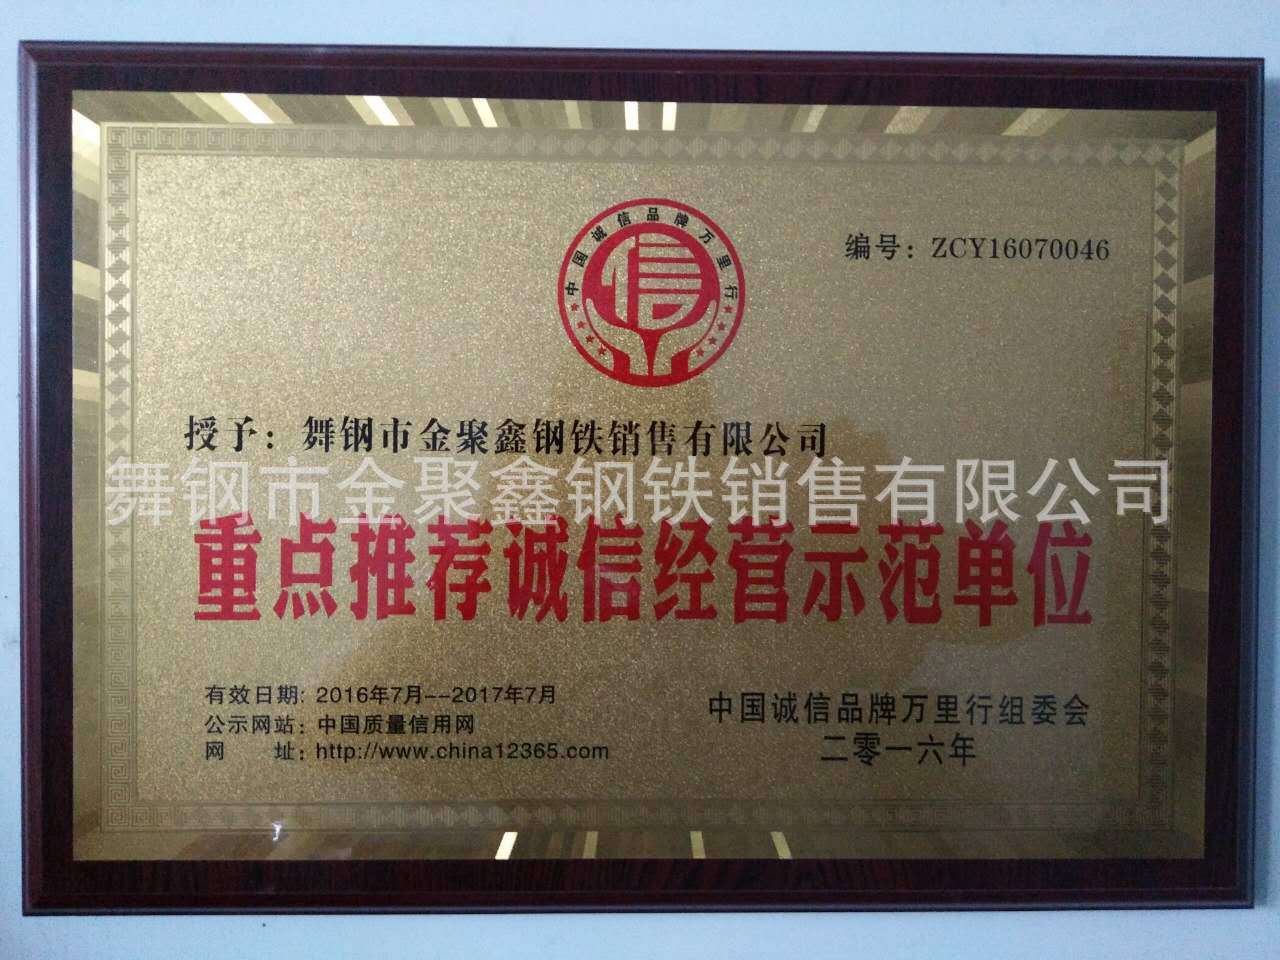 中国诚信品牌万里行
信
编号：ZCY16070046
授予：舞钢市金聚鑫钢铁销售有限公司
舞钢市金聚鑫钢铁销售有限公司
重点推荐诚信经营示范单位
有效日期：2016年7月--2017年7月
公示网站：中国质量信用网
网　　址：http://www.china12365.com
中国诚信品牌万里行组委会
二零一六年